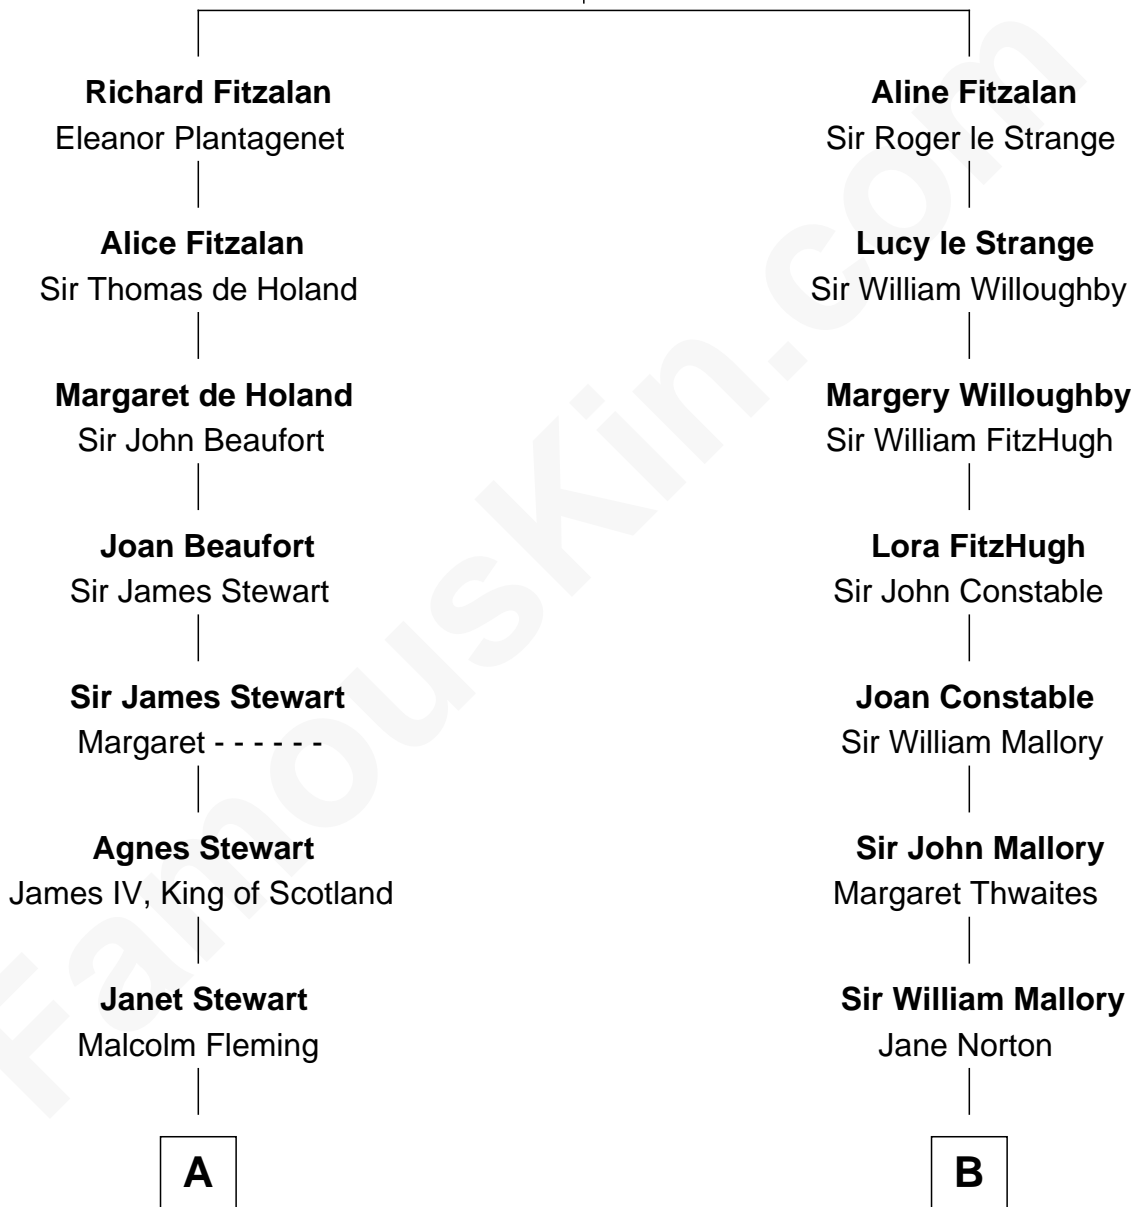 Richard Fitzalan
Eleanor Plantagenet
Alice Fitzalan
Sir Thomas de Holand
Margaret de Holand
Sir John Beaufort
Joan Beaufort
Sir James Stewart
Sir James Stewart
Margaret - - - - - -
Agnes Stewart
James IV, King of Scotland
Janet Stewart
Malcolm Fleming
A
Aline Fitzalan
Sir Roger le Strange
Lucy le Strange
Sir William Willoughby
Margery Willoughby
Sir William FitzHugh
Lora FitzHugh
Sir John Constable
Joan Constable
Sir William Mallory
Sir John Mallory
Margaret Thwaites
Sir William Mallory
Jane Norton
B
FamousKin.com